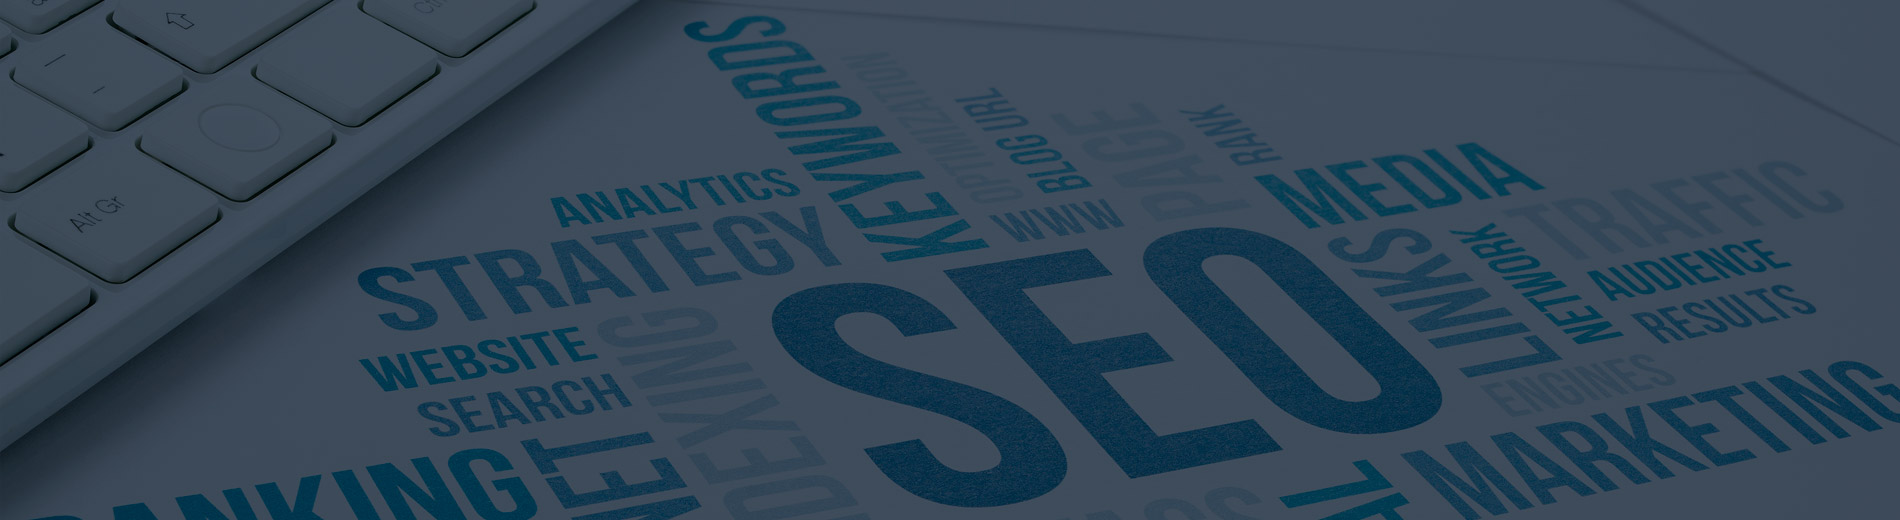 Alt Gr
KEYWORDS
OPTIMIZATION
BLOG URL
PAGE
RANK
MEDIA
ANALYTICS
STRATEGY
WWW
SEO
LINKS
NETWORK
TRAFFIC
AUDIENCE
RESULTS
WEBSITE
SEARCH
ENGINES
MARKETING